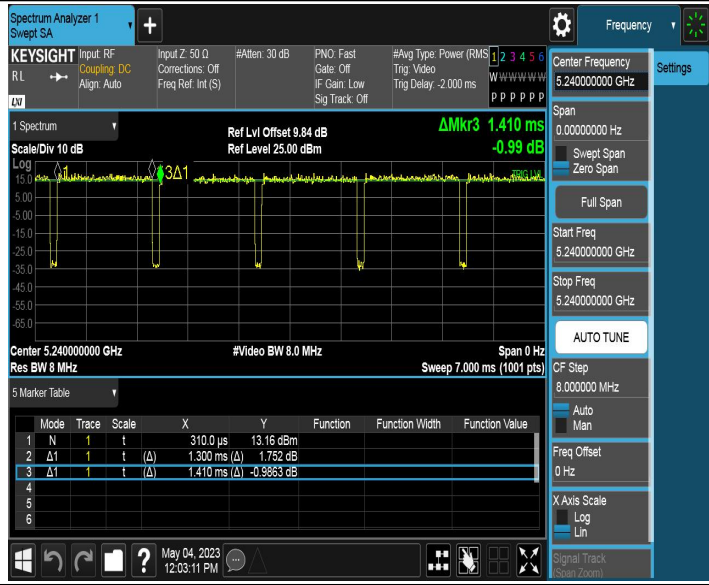 Spectrum Analyzer 1
Swept SA
Frequency
KEYSIGHT
RL
LXI
Input: RF
Coupling: DC
Align: Auto
Input Z: 50 Ω
Corrections: Off
Freq Ref: Int (S)
#Atten: 30 dB
PNO: Fast
Gate: Off
IF Gain: Low
Sig Track: Off
#Avg Type: Power (RMS
Trig: Video
Trig Delay: -2.000 ms
1 2 3 4 5 6
W W W W W W
P P P P P P
1 Spectrum
Scale/Div 10 dB
Ref Lvl Offset 9.84 dB
Ref Level 25.00 dBm
ΔMkr3 1.410 ms
-0.99 dB
Log
15.0
5.00
-5.00
-15.0
-25.0
-35.0
-45.0
-55.0
-65.0
3Δ1
TRIG LVL
Center 5.240000000 GHz
#Video BW 8.0 MHz
Span 0 Hz
Res BW 8 MHz
Sweep 7.000 ms (1001 pts)
5 Marker Table
Mode Trace Scale X Y Function Function Width Function Value
1 N 1 t 310.0 µs 13.16 dBm
2 Δ1 1 t (Δ) 1.300 ms (Δ) 1.752 dB
3 Δ1 1 t (Δ) 1.410 ms (Δ) -0.9863 dB
4
5
6
May 04, 2023
12:03:11 PM
Center Frequency
5.240000000 GHz
Span
0.00000000 Hz
Swept Span
Zero Span
Full Span
Start Freq
5.240000000 GHz
Stop Freq
5.240000000 GHz
AUTO TUNE
CF Step
8.000000 MHz
Auto
Man
Freq Offset
0 Hz
X Axis Scale
Log
Lin
Signal Track
(Span Zoom)
Settings